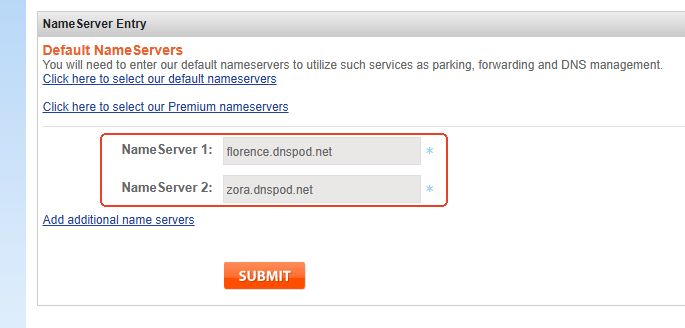 NameServer Entry
Default NameServers
You will need to enter our default nameservers to utilize such services as parking, forwarding and DNS management.
Click here to select our default nameservers
Click here to select our Premium nameservers
NameServer 1: florence.dnspod.net *
NameServer 2: zora.dnspod.net *
Add additional name servers
SUBMIT